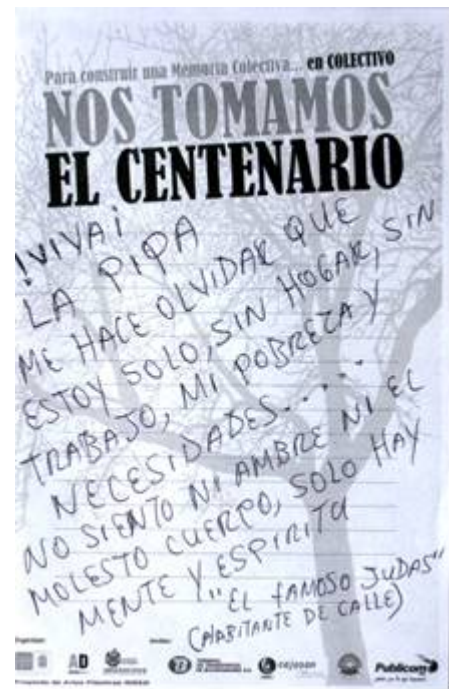 Para construir una Memoria Colectiva... en COLECTIVO
NOS TOMAMOS
EL CENTENARIO
¡VIVA¡
LA PIPA
ME HACE OLVIDAR QUE
ESTOY SOLO, SIN HOGAR, SIN
TRABAJO, MI POBREZA Y
NECESIDADES.....
NO SIENTO NI AMBRE NI EL
MOLESTO CUERPO, SOLO HAY
MENTE Y ESPIRITU
"EL FAMOSO JUDAS"
(HABITANTE DE CALLE)
AD
cajasan
Publicom